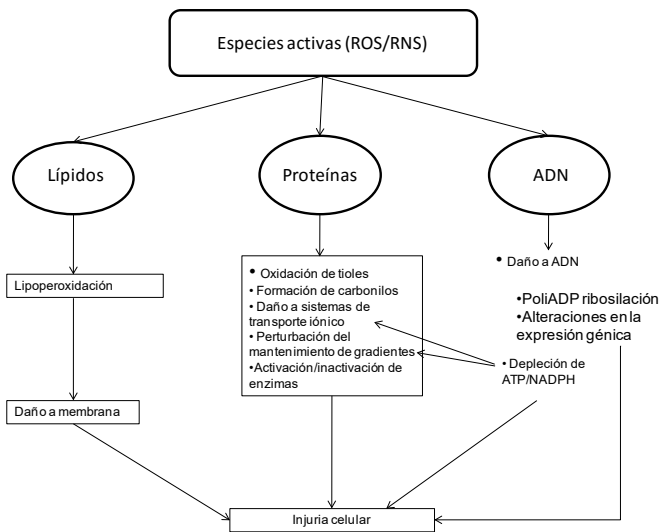 Especies activas (ROS/RNS)
Lípidos
Proteínas
ADN
Lipoperoxidación
Daño a membrana
• Oxidación de tioles
• Formación de carbonilos
• Daño a sistemas de
transporte iónico
• Perturbación del
mantenimiento de gradientes
•Activación/inactivación de
enzimas
• Daño a ADN
•PoliADP ribosilación
•Alteraciones en la
expresión génica
• Depleción de
ATP/NADPH
Injuria celular